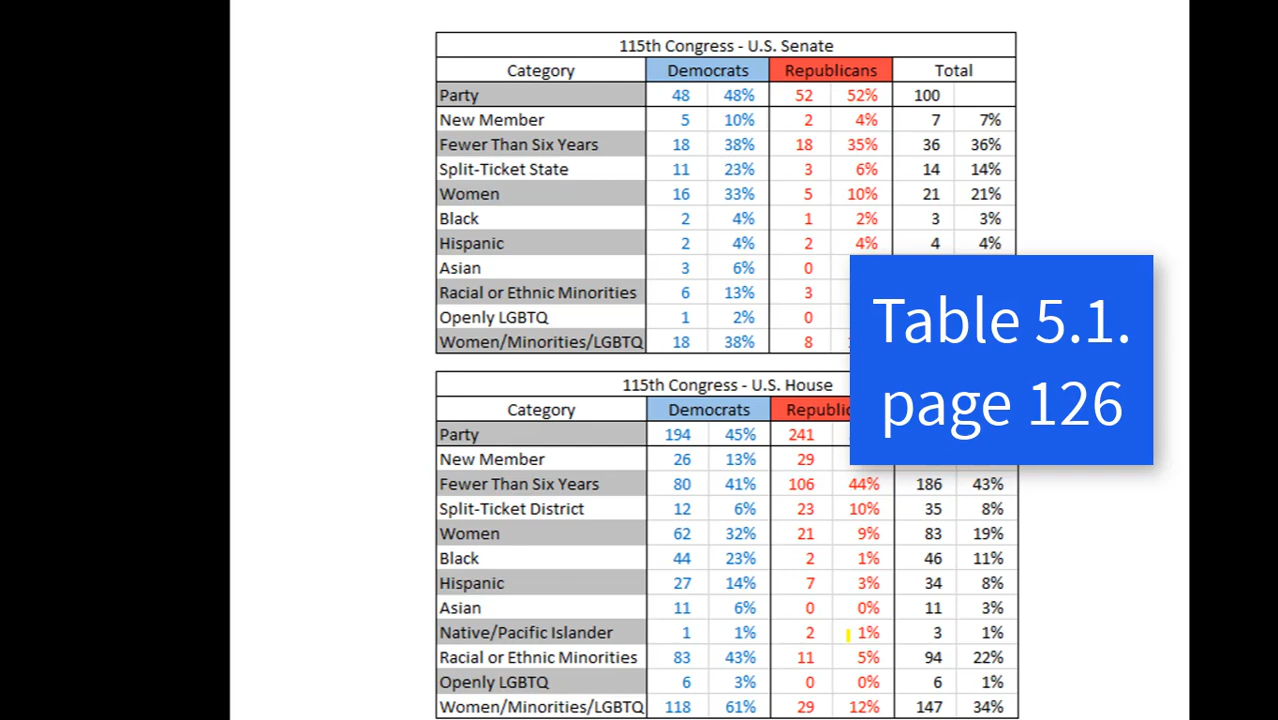 115th Congress - U.S. Senate
Category Democrats Republicans Total
Party 48 48% 52 52% 100
New Member 5 10% 2 4% 7 7%
Fewer Than Six Years 18 38% 18 35% 36 36%
Split-Ticket State 11 23% 3 6% 14 14%
Women 16 33% 5 10% 21 21%
Black 2 4% 1 2% 3 3%
Hispanic 2 4% 2 4% 4 4%
Asian 3 6% 0
Racial or Ethnic Minorities 6 13% 3
Openly LGBTQ 1 2% 0
Women/Minorities/LGBTQ 18 38% 8
Table 5.1.
page 126
115th Congress - U.S. House
Category Democrats
Party 194 45% 241
New Member 26 13% 29
Fewer Than Six Years 80 41% 106 44% 186 43%
Split-Ticket District 12 6% 23 10% 35 8%
Women 62 32% 21 9% 83 19%
Black 44 23% 2 1% 46 11%
Hispanic 27 14% 7 3% 34 8%
Asian 11 6% 0 0% 11 3%
Native/Pacific Islander 1 1% 2 1% 3 1%
Racial or Ethnic Minorities 83 43% 11 5% 94 22%
Openly LGBTQ 6 3% 0 0% 6 1%
Women/Minorities/LGBTQ 118 61% 29 12% 147 34%